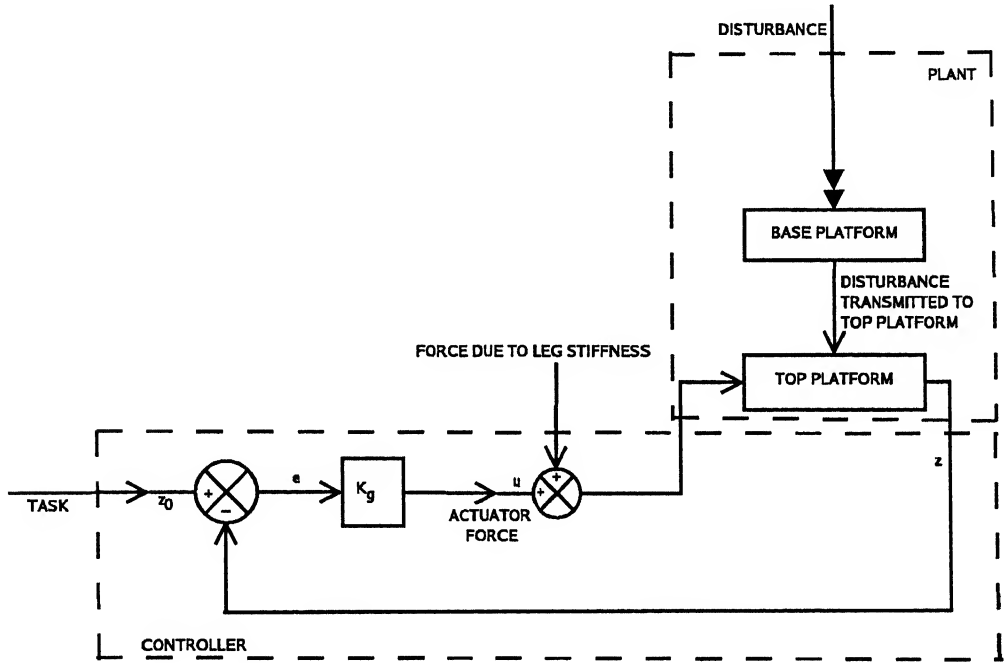 DISTURBANCE
PLANT
BASE PLATFORM
DISTURBANCE
TRANSMITTED TO
TOP PLATFORM
FORCE DUE TO LEG STIFFNESS
TOP PLATFORM
z
TASK
z0
+
−
e
Kg
u
ACTUATOR
FORCE
+
+
CONTROLLER